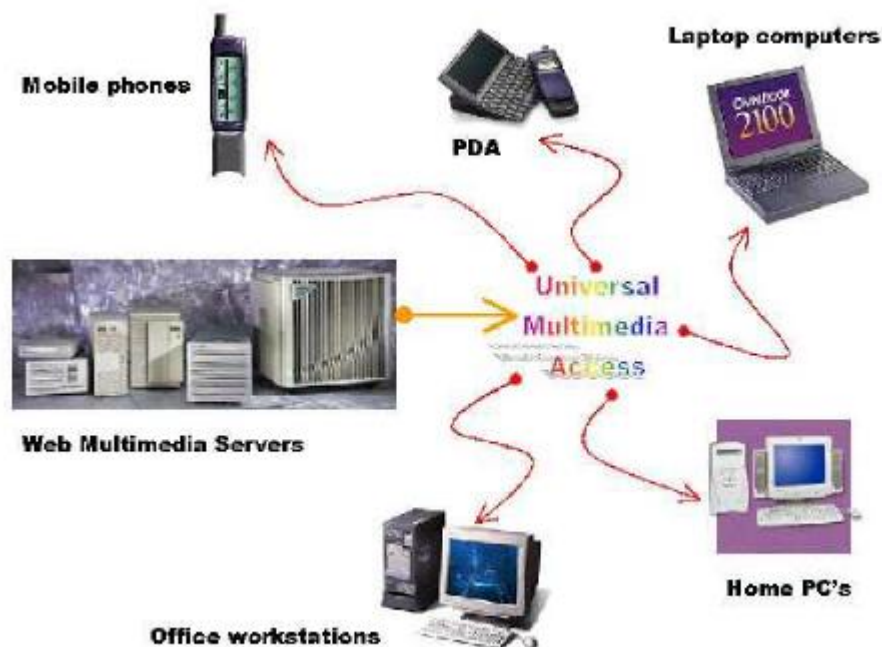 Laptop computers
Mobile phones
PDA
OMNIBOOK
2100
Universal
Multimedia
Access
Web Multimedia Servers
Home PC's
Office workstations